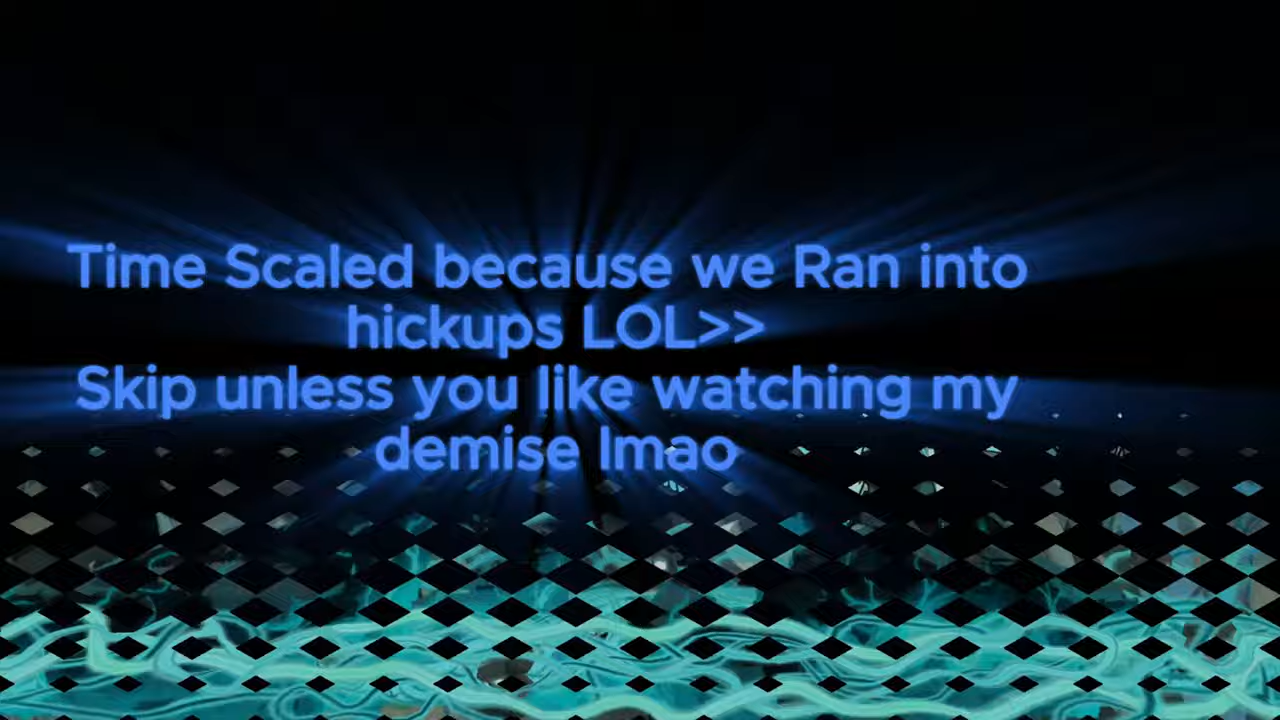 Time Scaled because we Ran into
hickups LOL>>
Skip unless you like watching my
demise lmao